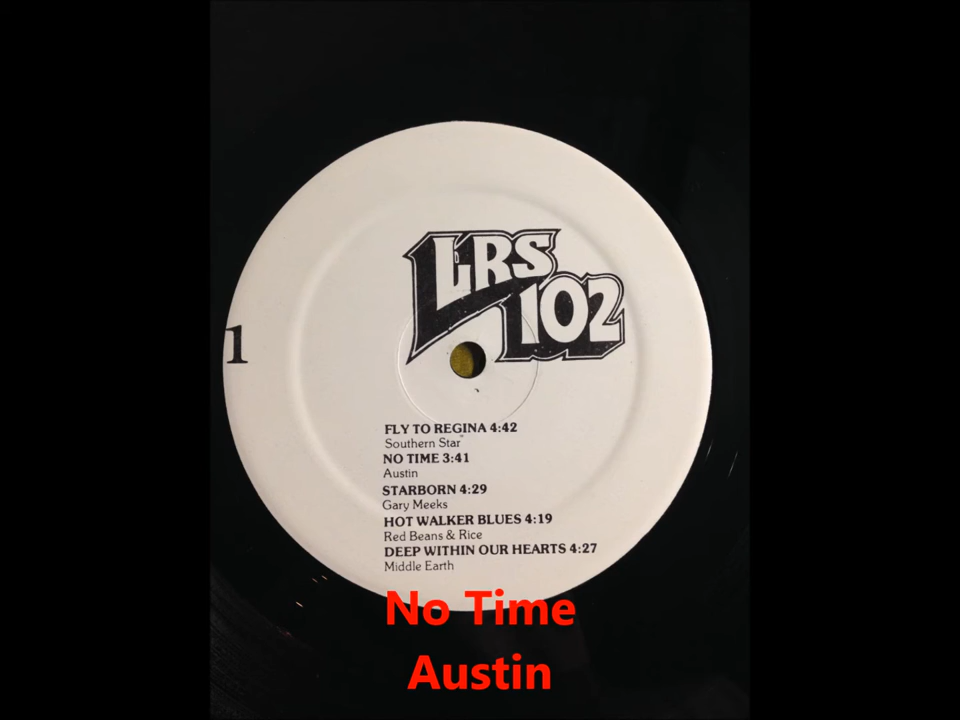 LRS
102
1
FLY TO REGINA 4:42
Southern Star
NO TIME 3:41
Austin
STARBORN 4:29
Gary Meeks
HOT WALKER BLUES 4:19
Red Beans & Rice
DEEP WITHIN OUR HEARTS 4:27
Middle Earth
No Time
Austin